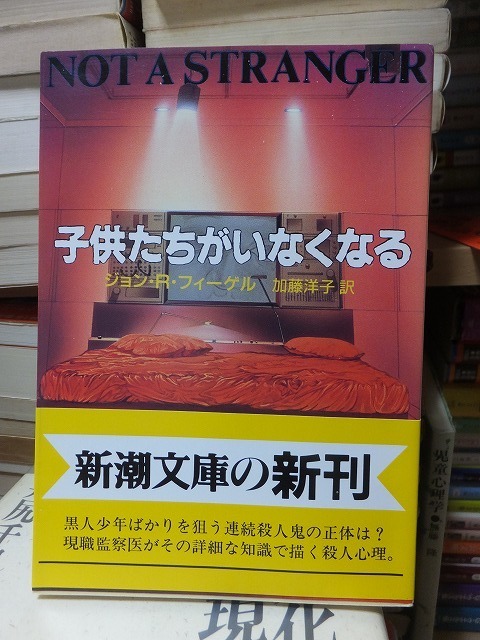 NOT A STRANGER
子供たちがいなくなる
ジョン・R・フィーゲル 加藤洋子 訳
新潮文庫の新刊
黒人少年ばかりを狙う連続殺人鬼の正体は？
現職監察医がその詳細な知識で描く殺人心理。
児童心理学
現化